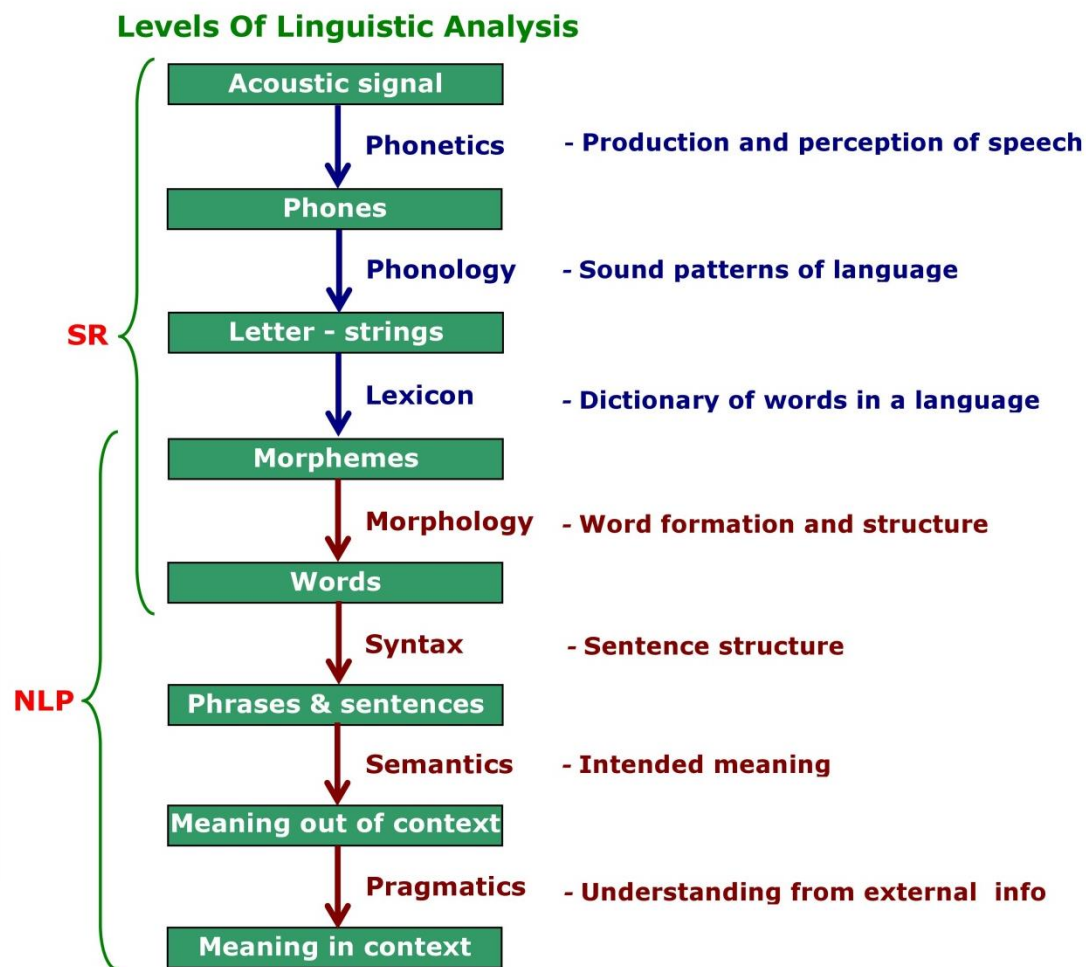 Levels Of Linguistic Analysis
Acoustic signal
Phonetics - Production and perception of speech
Phones
Phonology - Sound patterns of language
SR
Letter - strings
Lexicon - Dictionary of words in a language
Morphemes
Morphology - Word formation and structure
Words
Syntax - Sentence structure
NLP
Phrases & sentences
Semantics - Intended meaning
Meaning out of context
Pragmatics - Understanding from external info
Meaning in context